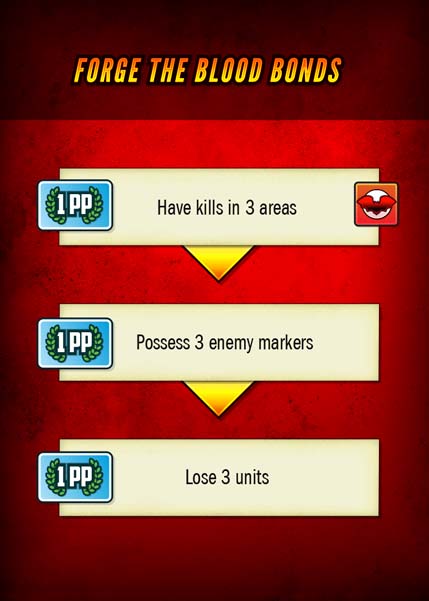 FORGE THE BLOOD BONDS
1 PP
Have kills in 3 areas
1 PP
Possess 3 enemy markers
1 PP
Lose 3 units